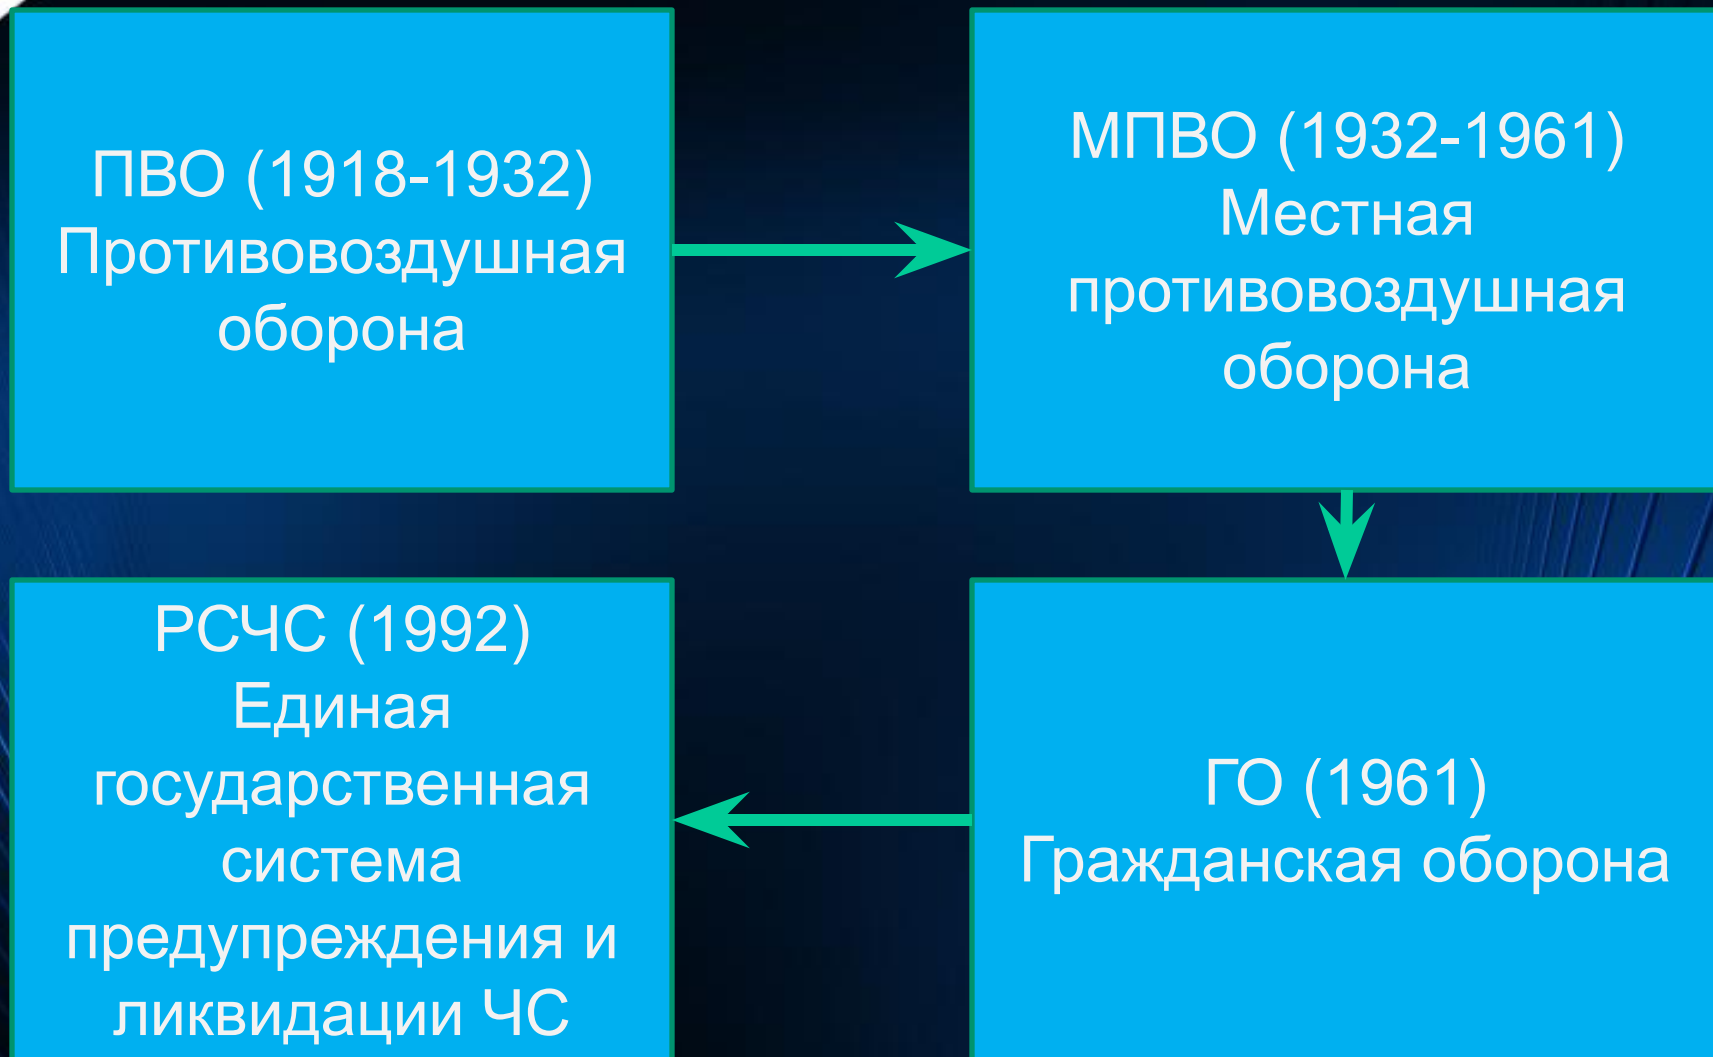 ПВО (1918-1932)
Противовоздушная
оборона
МПВО (1932-1961)
Местная
противовоздушная
оборона
РСЧС (1992)
Единая
государственная
система
предупреждения и
ликвидации ЧС
ГО (1961)
Гражданская оборона